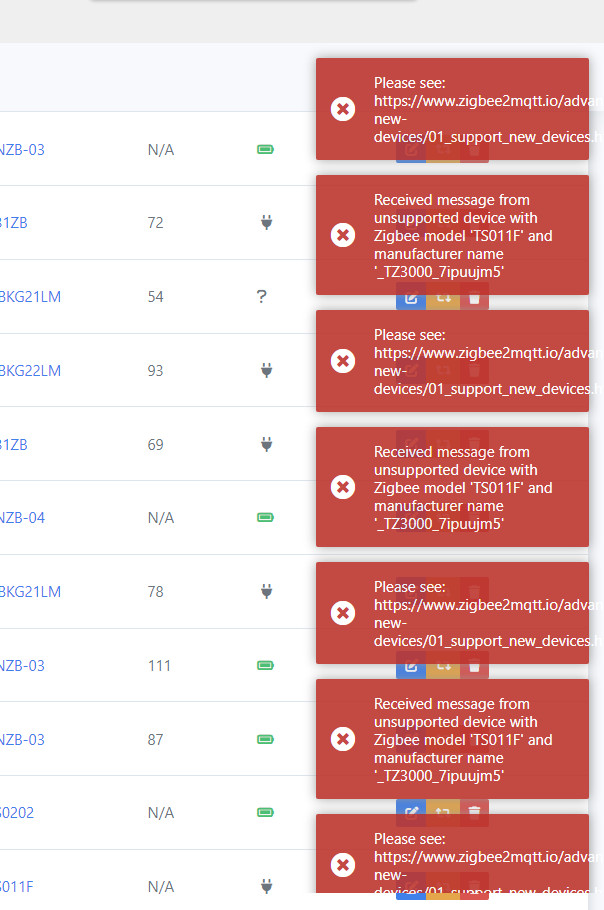 Please see:
https://www.zigbee2mqtt.io/advan
new-
devices/01_support_new_devices.h
NZB-03 N/A
Received message from
unsupported device with
Zigbee model 'TS011F' and
manufacturer name
'_TZ3000_7ipuujm5'
31ZB 72
BKG21LM 54 ?
Please see:
https://www.zigbee2mqtt.io/advan
new-
devices/01_support_new_devices.h
BKG22LM 93
31ZB 69
Received message from
unsupported device with
Zigbee model 'TS011F' and
manufacturer name
'_TZ3000_7ipuujm5'
NZB-04 N/A
Please see:
https://www.zigbee2mqtt.io/advan
new-
devices/01_support_new_devices.h
BKG21LM 78
NZB-03 111
Received message from
unsupported device with
Zigbee model 'TS011F' and
manufacturer name
'_TZ3000_7ipuujm5'
NZB-03 87
S0202 N/A
Please see:
https://www.zigbee2mqtt.io/advan
new-
devices/01_support_new_devices.h
S011F N/A